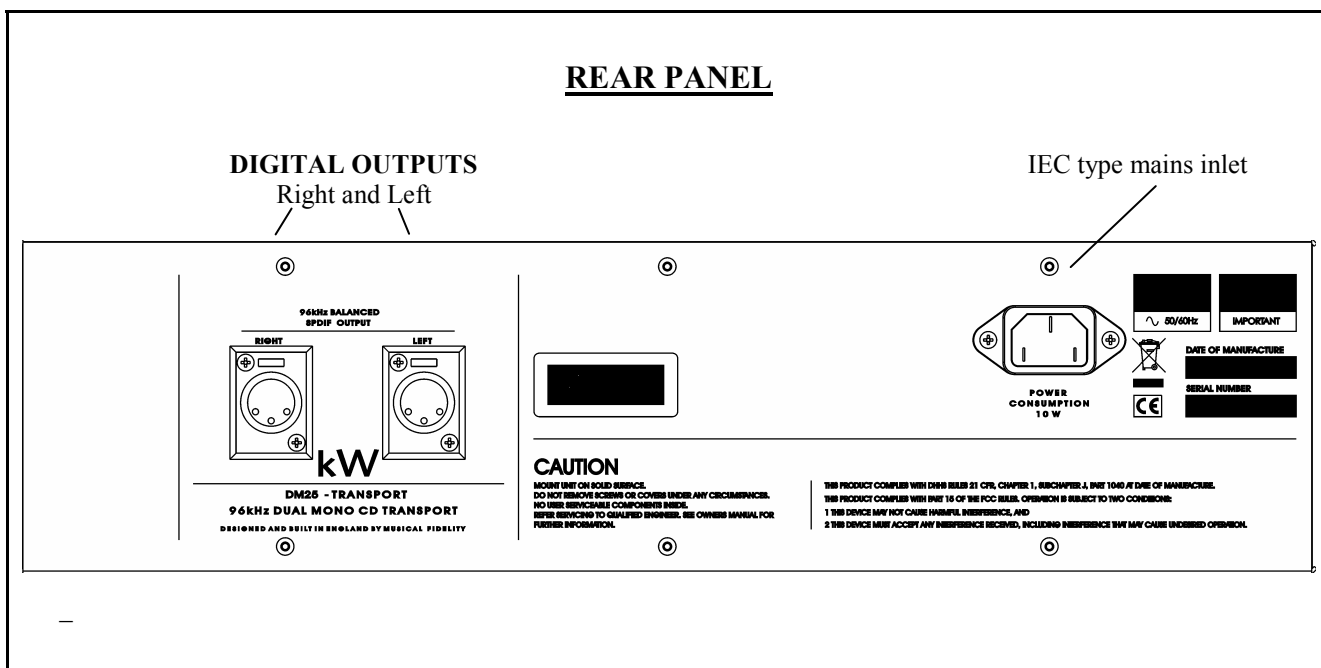 REAR PANEL
DIGITAL OUTPUTS
Right and Left
IEC type mains inlet
96kHz BALANCED
SPDIF OUTPUT
RIGHT
LEFT
kW
DM25 - TRANSPORT
96kHz DUAL MONO CD TRANSPORT
DESIGNED AND BUILT IN ENGLAND BY MUSICAL FIDELITY
POWER
CONSUMPTION
10 W
50/60Hz
IMPORTANT
DATE OF MANUFACTURE
SERIAL NUMBER
CE
CAUTION
MOUNT UNIT ON SOLID SURFACE.
DO NOT REMOVE SCREWS OR COVERS UNDER ANY CIRCUMSTANCES.
NO USER SERVICEABLE COMPONENTS INSIDE.
REFER SERVICING TO QUALIFIED ENGINEER. SEE OWNERS MANUAL FOR
FURTHER INFORMATION.
THIS PRODUCT COMPLIES WITH DHHS RULES 21 CFR, CHAPTER 1, SUBCHAPTER J, PART 1040 AT DATE OF MANUFACTURE.
THIS PRODUCT COMPLIES WITH PART 15 OF THE FCC RULES. OPERATION IS SUBJECT TO TWO CONDITIONS:
1 THIS DEVICE MAY NOT CAUSE HARMFUL INTERFERENCE, AND
2 THIS DEVICE MUST ACCEPT ANY INTERFERENCE RECEIVED, INCLUDING INTERFERENCE THAT MAY CAUSE UNDESIRED OPERATION.